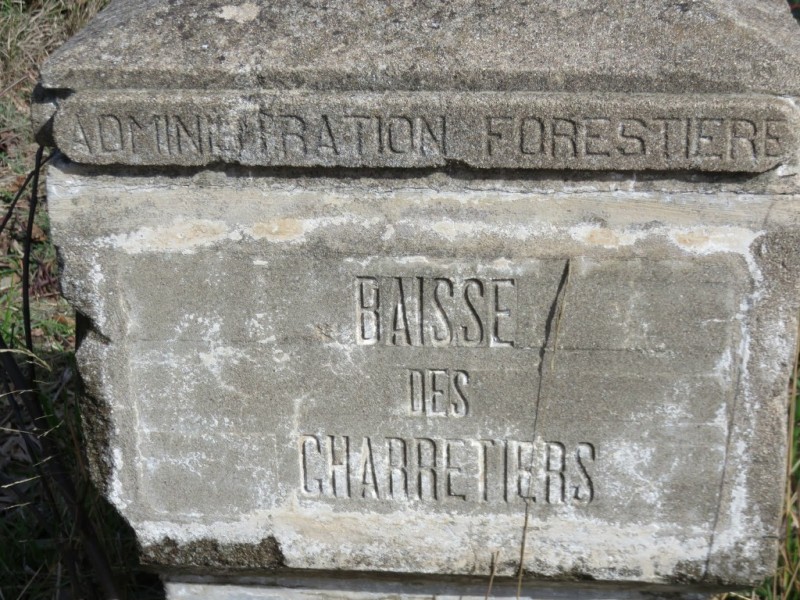 ADMINISTRATION FORESTIERE
BAISSE
DES
CHARRETIERS